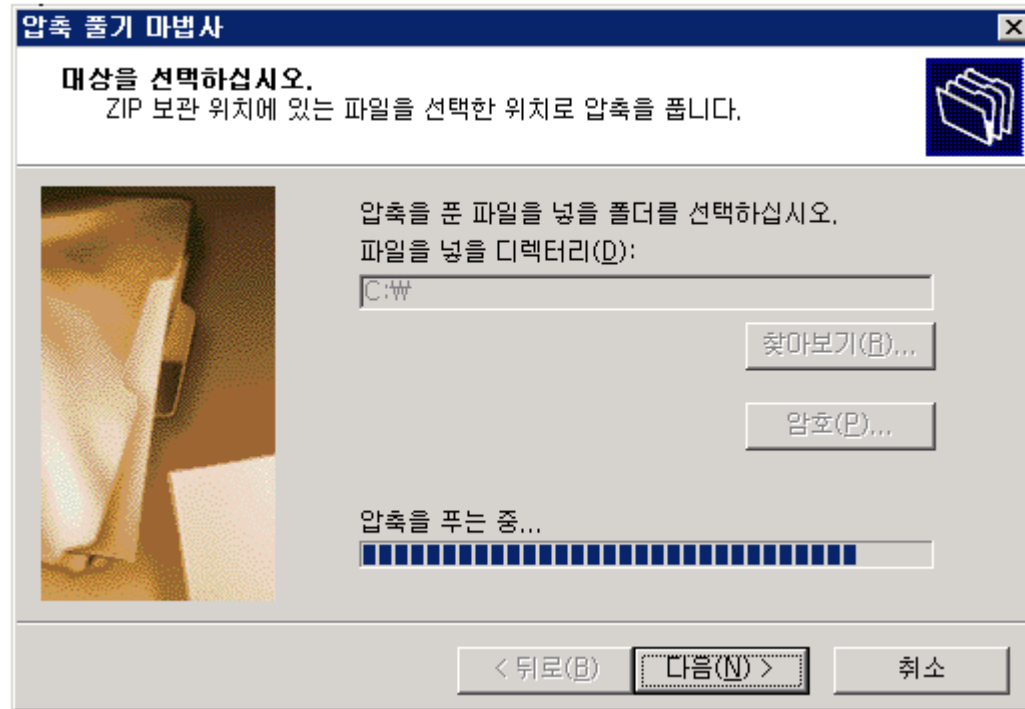 압축 풀기 마법사
대상을 선택하십시오.
ZIP 보관 위치에 있는 파일을 선택한 위치로 압축을 풉니다.
압축을 푼 파일을 넣을 폴더를 선택하십시오.
파일을 넣을 디렉터리(D):
C:₩
찾아보기(R)...
암호(P)...
압축을 푸는 중...
< 뒤로(B)
다음(N) >
취소